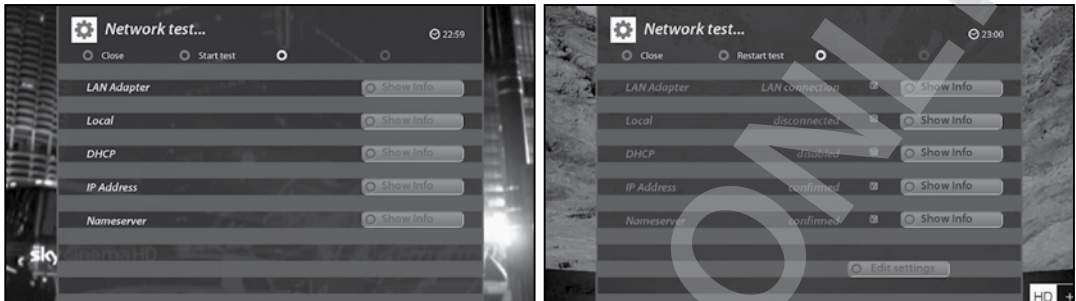 Network test...
22:59
Close Start test
LAN Adapter Show Info
Local Show Info
DHCP Show Info
IP Address Show Info
Nameserver Show Info
sky cinema HD
Network test...
23:00
Close Restart test
LAN Adapter LAN connection Show Info
Local disconnected Show Info
DHCP disabled Show Info
IP Address confirmed Show Info
Nameserver confirmed Show Info
Edit settings
HD +
ONL